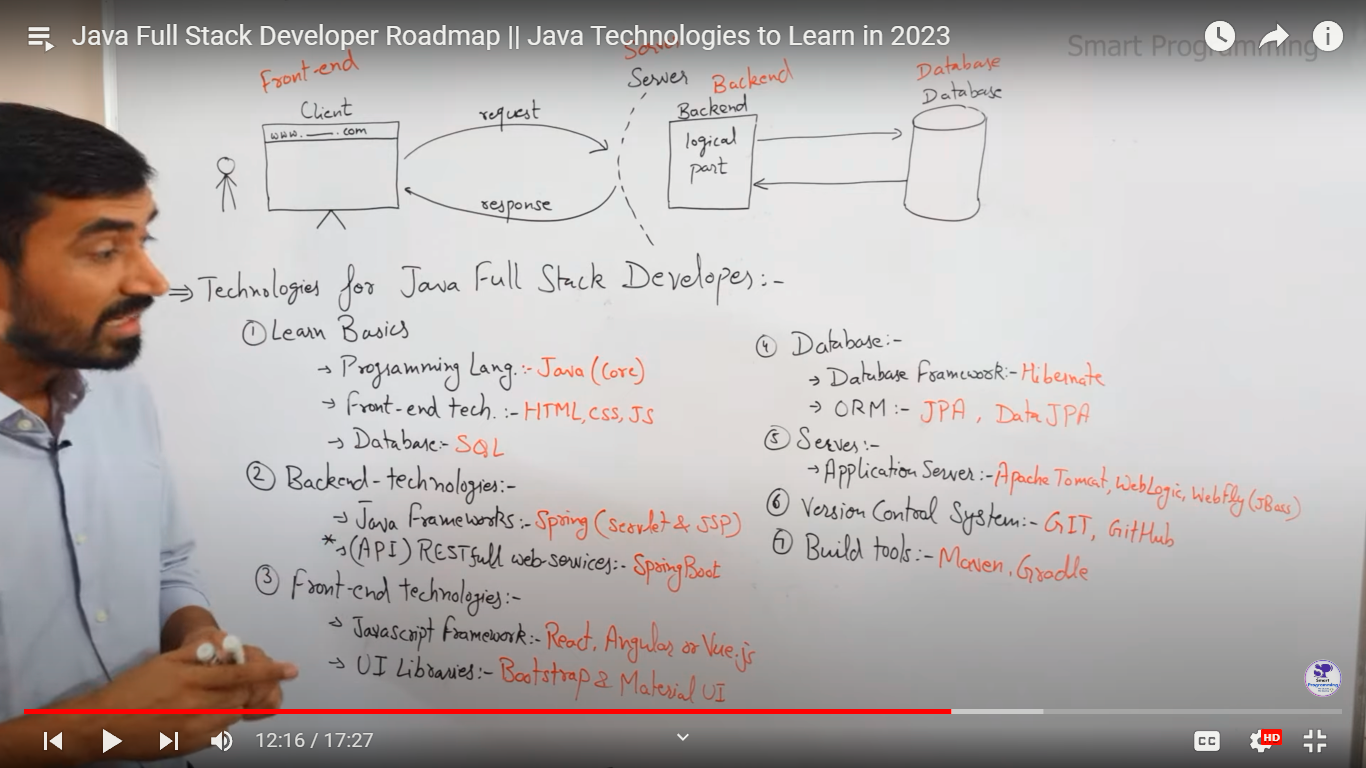 Java Full Stack Developer Roadmap || Java Technologies to Learn in 2023
Smart Programming
Front-end
Server
Server
Backend
Database
Client
request
Backend
Database
www.___.com
logical
part
response
⇒ Technologies for Java Full Stack Developes:-
① Learn Basics
→ Programming Lang.:- Java (Core)
→ Front-end tech.:- HTML, CSS, JS
→ Database:- SQL
② Backend-technologies:-
→ Java Frameworks:- Spring (Servlet & JSP)
*→ (API) RESTfull web-services:- SpringBoot
③ Front-end technologies:-
→ Javascript Framework:- React, Angular or Vue.js
→ UI Libraries:- Bootstrap & Material UI
④ Database:-
→ Database Framework:- Hibernate
→ ORM:- JPA, Data JPA
⑤ Server:-
→ Application Server:- Apache Tomcat, WebLogic, WebFly (JBoss)
⑥ Version Control System:- GIT, GitHub
⑦ Build tools:- Maven, Gradle
Smart
Programming
12:16 / 17:27
CC
HD